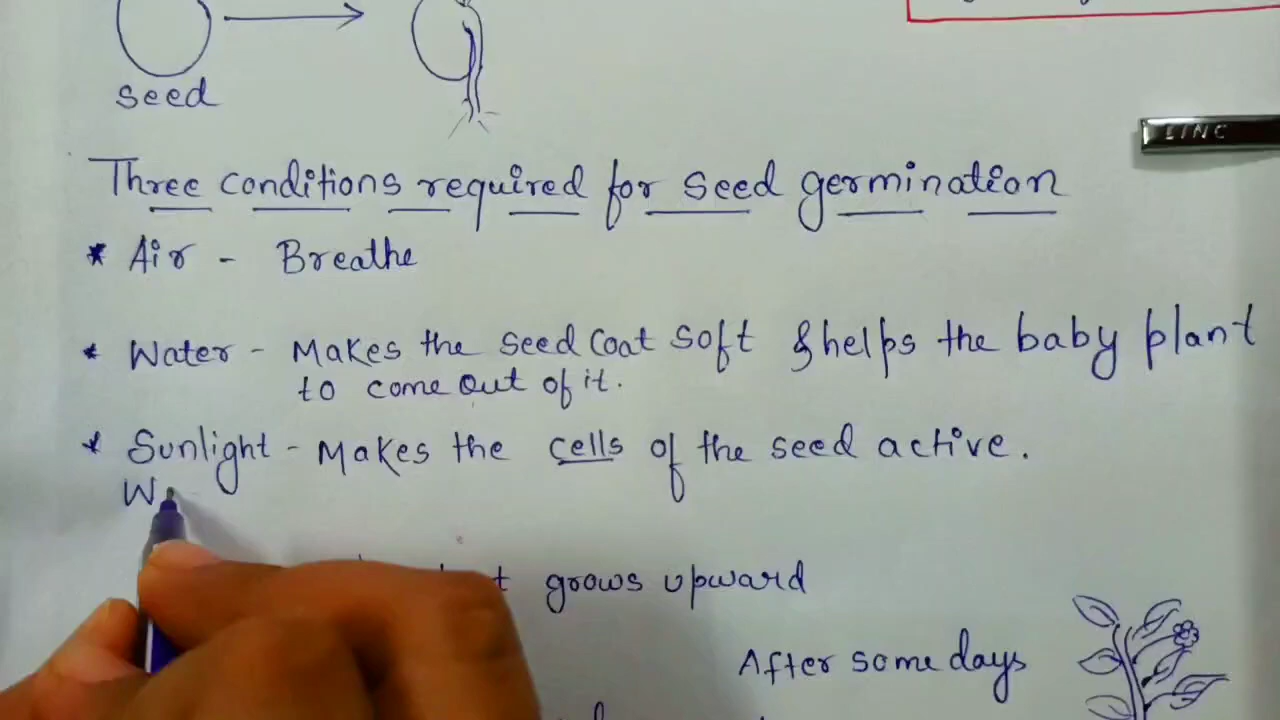 seed
LINC
Three conditions required for seed germination
* Air - Breathe
* Water - Makes the seed coat soft & helps the baby plant
to come out of it.
* Sunlight - Makes the cells of the seed active.
W
grows upward
After some days